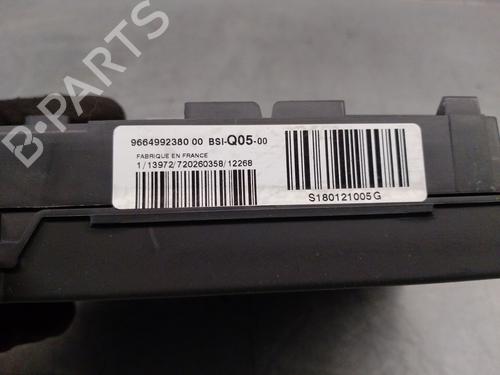 9664992380 00 BSI-Q05-00
FABRIQUE EN FRANCE
1/13972/720260358/12268
S180121005G
B-PARTS